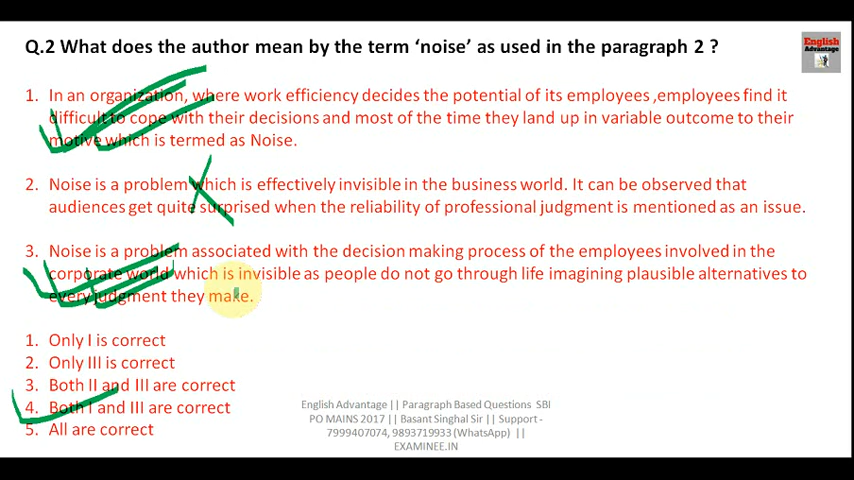 Q.2 What does the author mean by the term ‘noise’ as used in the paragraph 2 ?
English
Advantage
1. In an organization, where work efficiency decides the potential of its employees ,employees find it
difficult to cope with their decisions and most of the time they land up in variable outcome to their
motive which is termed as Noise.
2. Noise is a problem which is effectively invisible in the business world. It can be observed that
audiences get quite surprised when the reliability of professional judgment is mentioned as an issue.
3. Noise is a problem associated with the decision making process of the employees involved in the
corporate world which is invisible as people do not go through life imagining plausible alternatives to
every judgment they make.
1. Only I is correct
2. Only III is correct
3. Both II and III are correct
4. Both I and III are correct
5. All are correct
English Advantage || Paragraph Based Questions SBI
PO MAINS 2017 || Basant Singhal Sir || Support -
7999407074, 9893719933 (WhatsApp) ||
EXAMINEE.IN